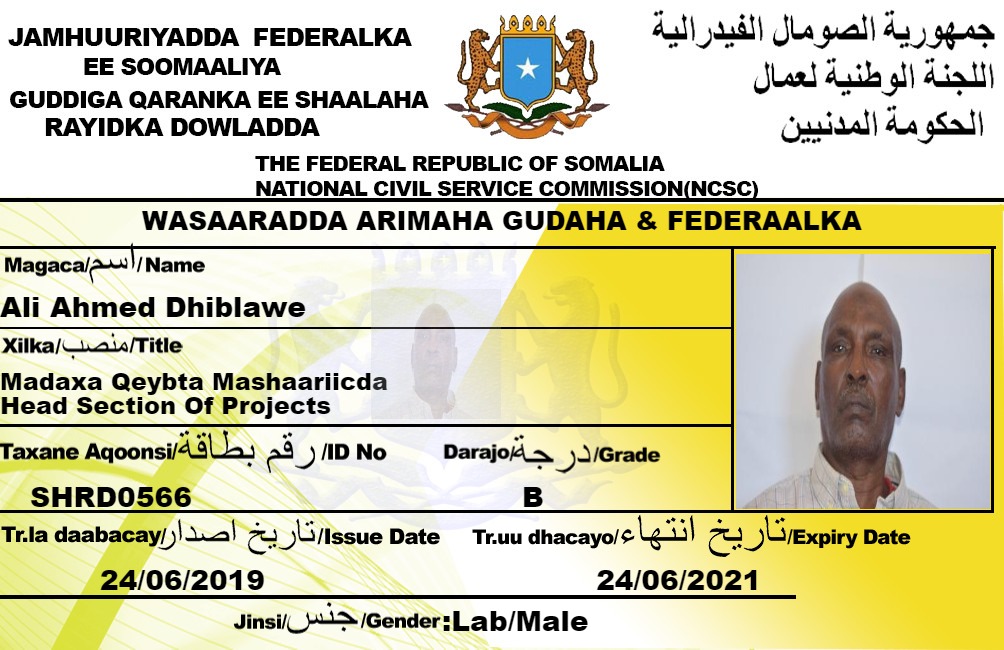 JAMHUURIYADDA FEDERALKA
EE SOOMAALIYA
GUDDIGA QARANKA EE SHAALAHA
RAYIDKA DOWLADDA
جمهورية الصومال الفيدرالية
اللجنة الوطنية لعمال
الحكومة المدنيين
THE FEDERAL REPUBLIC OF SOMALIA
NATIONAL CIVIL SERVICE COMMISSION(NCSC)
WASAARADDA ARIMAHA GUDAHA & FEDERAALKA
Magaca/اسم/Name
Ali Ahmed Dhiblawe
Xilka/منصب/Title
Madaxa Qeybta Mashaariicda
Head Section Of Projects
Taxane Aqoonsi/رقم بطاقة/ID No
SHRD0566
Darajo/درجة/Grade
B
Tr.la daabacay/تاريخ اصدار/Issue Date
24/06/2019
Tr.uu dhacayo/تاريخ انتهاء/Expiry Date
24/06/2021
Jinsi/جنس/Gender:Lab/Male